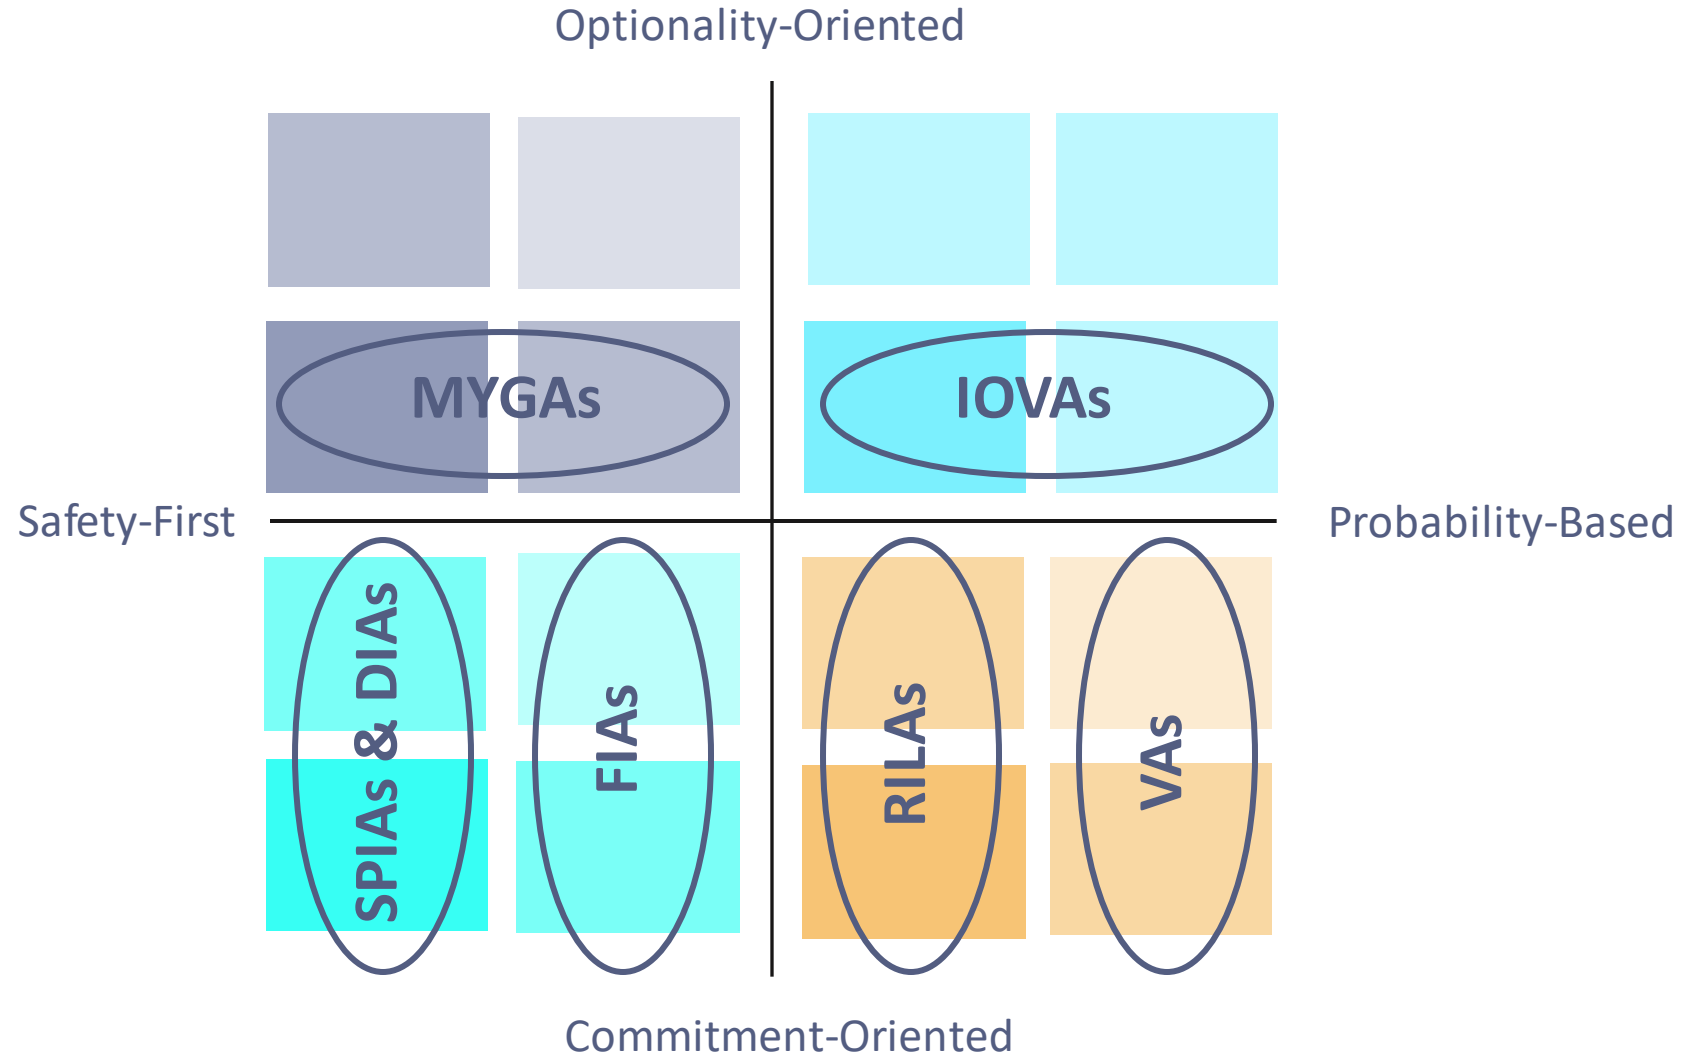 Optionality-Oriented
MYGAs
IOVAs
Safety-First
Probability-Based
SPIAs & DIAs
FIAs
RILAs
VAs
Commitment-Oriented